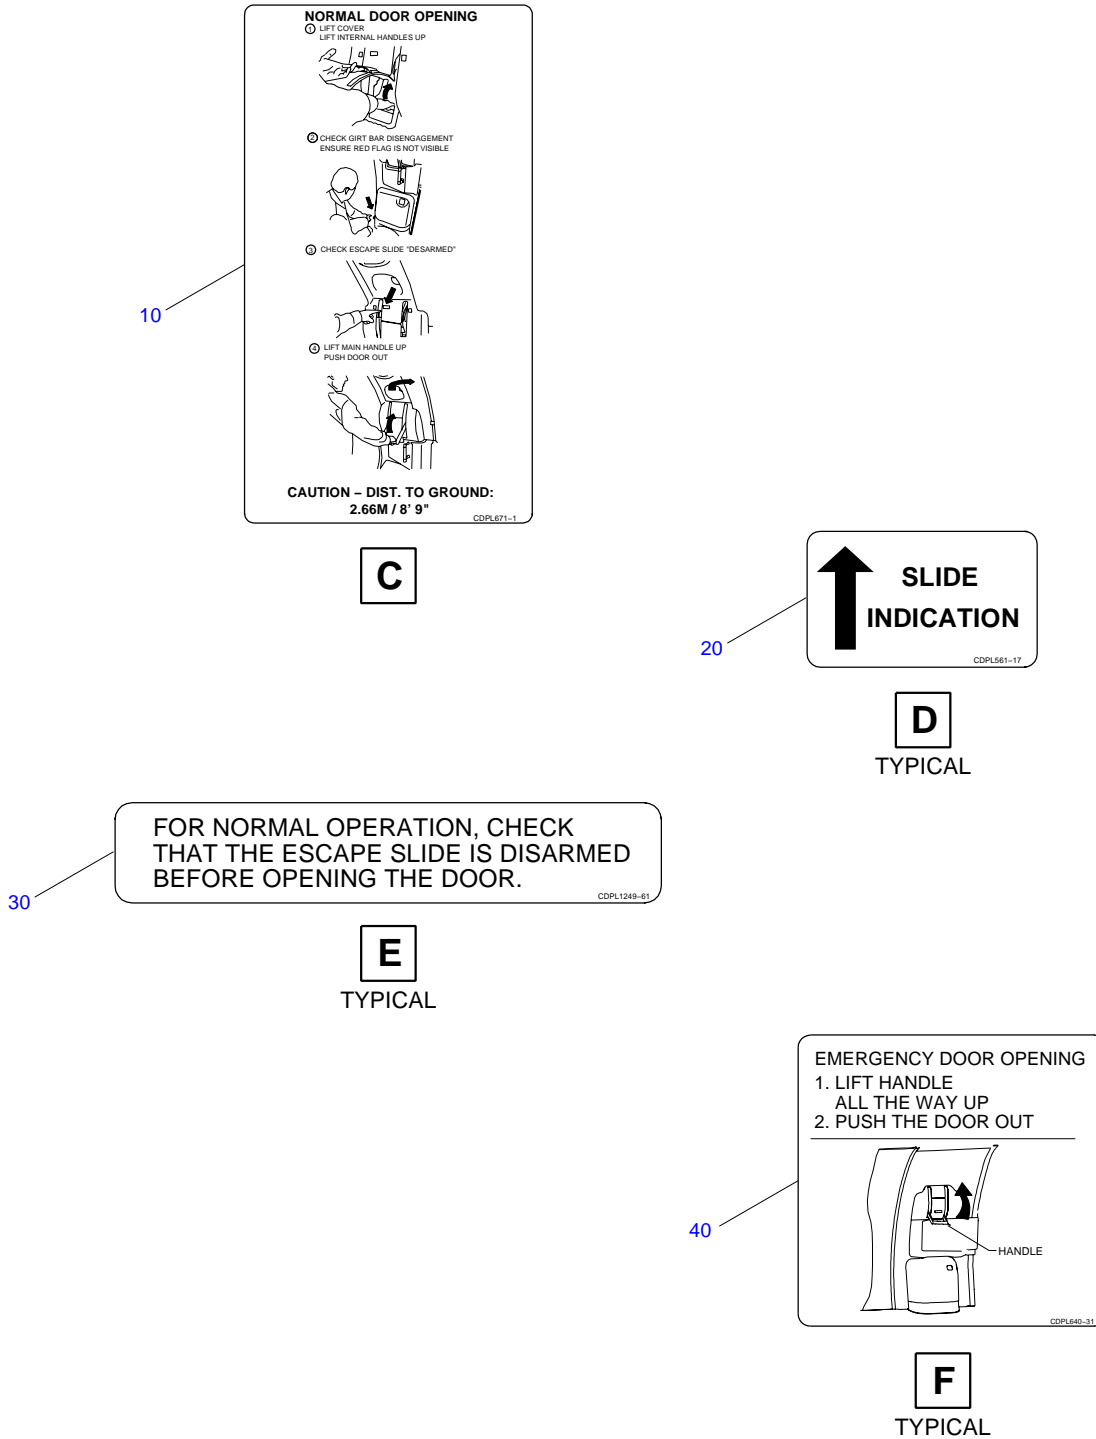 NORMAL DOOR OPENING
1 LIFT COVER
LIFT INTERNAL HANDLES UP
2 CHECK GIRT BAR DISENGAGEMENT
ENSURE RED FLAG IS NOT VISIBLE
3 CHECK ESCAPE SLIDE "DESARMED"
4 LIFT MAIN HANDLE UP
PUSH DOOR OUT
CAUTION – DIST. TO GROUND:
2.66M / 8' 9"
CDPL671–1
10
C
SLIDE
INDICATION
CDPL561–17
20
D
TYPICAL
FOR NORMAL OPERATION, CHECK
THAT THE ESCAPE SLIDE IS DISARMED
BEFORE OPENING THE DOOR.
CDPL1249–61
30
E
TYPICAL
EMERGENCY DOOR OPENING
1. LIFT HANDLE
ALL THE WAY UP
2. PUSH THE DOOR OUT
HANDLE
CDPL640–31
40
F
TYPICAL